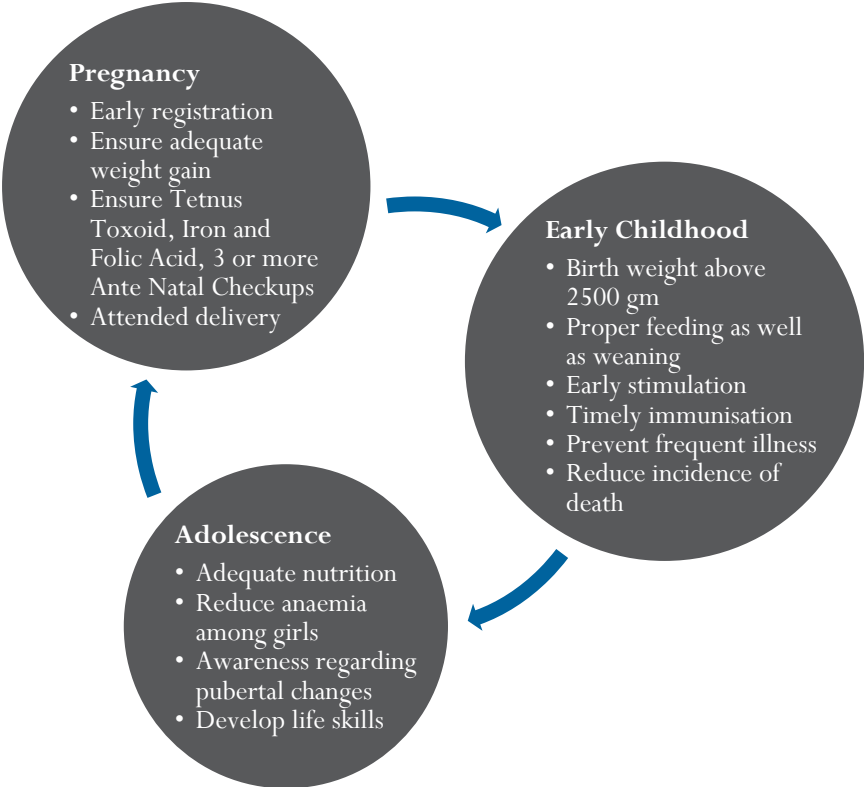 Pregnancy
• Early registration
• Ensure adequate
weight gain
• Ensure Tetnus
Toxoid, Iron and
Folic Acid, 3 or more
Ante Natal Checkups
• Attended delivery
Early Childhood
• Birth weight above
2500 gm
• Proper feeding as well
as weaning
• Early stimulation
• Timely immunisation
• Prevent frequent illness
• Reduce incidence of
death
Adolescence
• Adequate nutrition
• Reduce anaemia
among girls
• Awareness regarding
pubertal changes
• Develop life skills